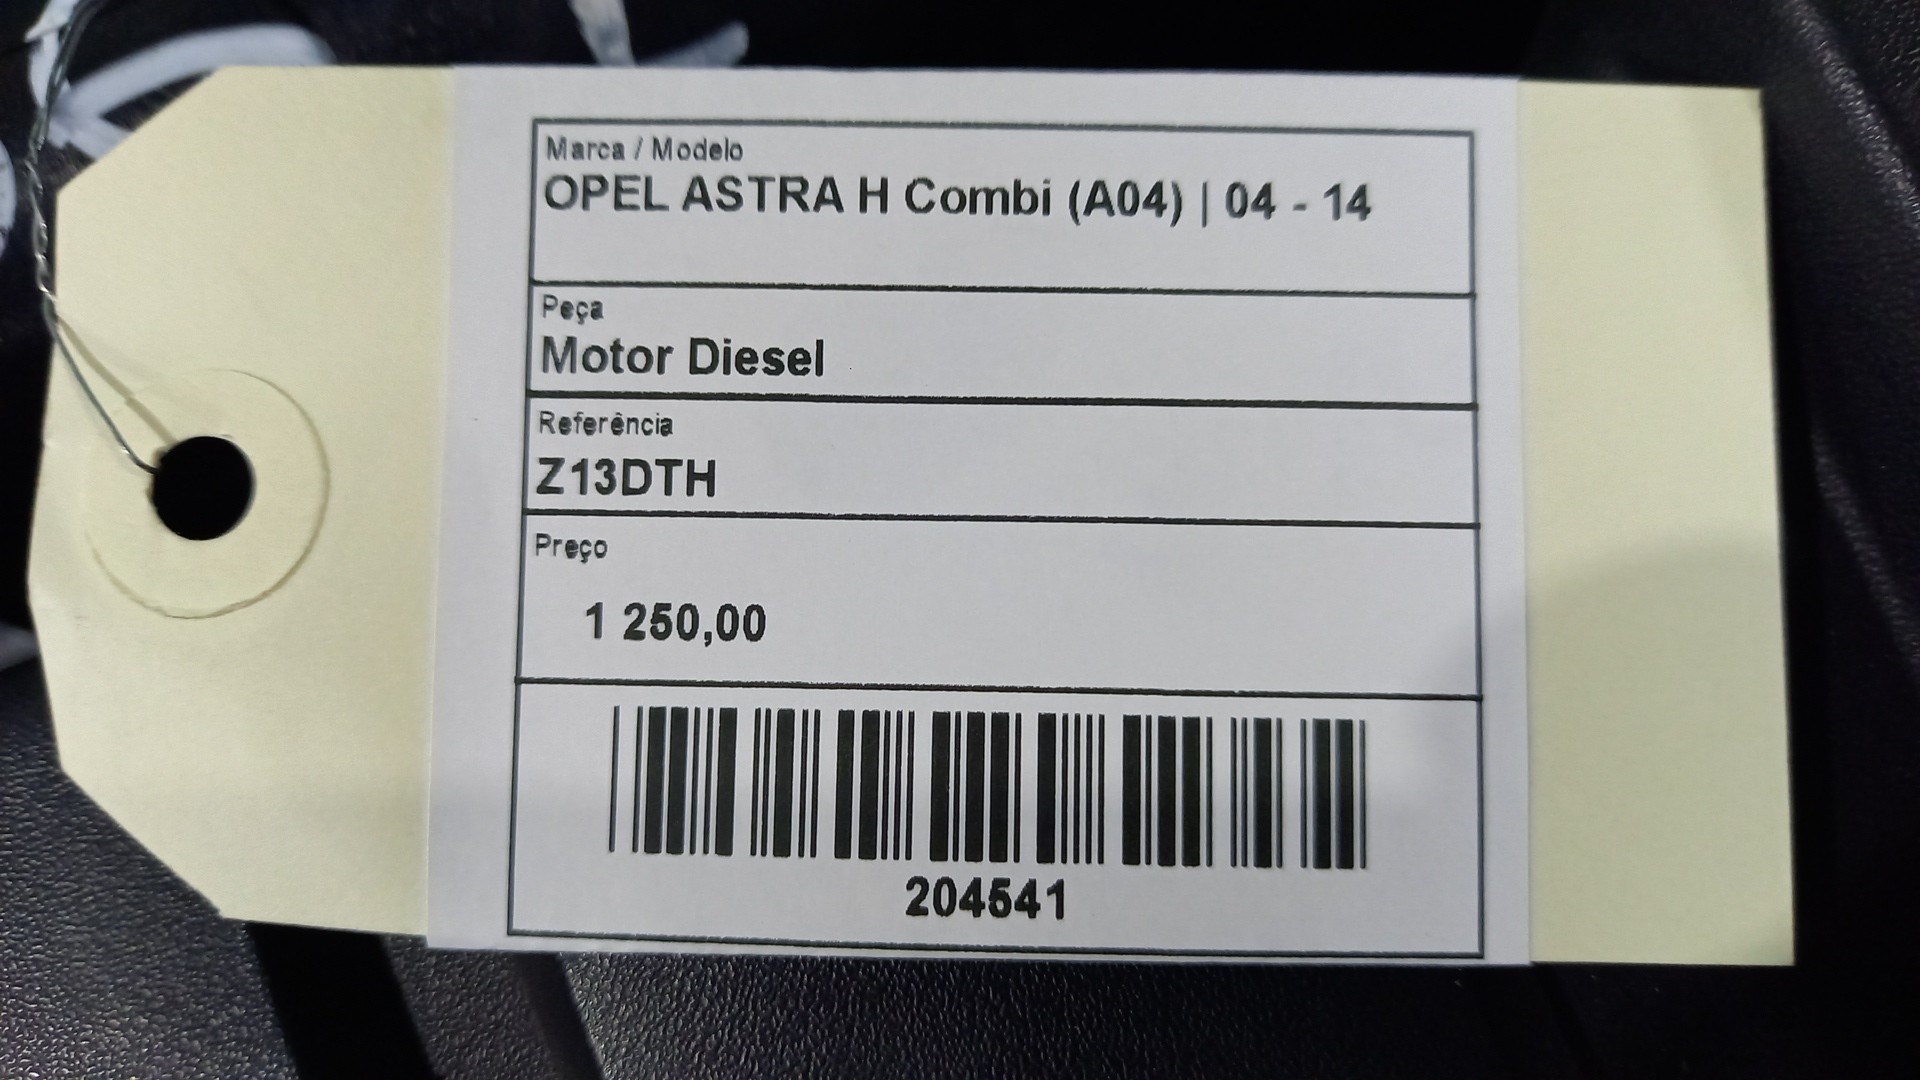 Marca / Modelo
OPEL ASTRA H Combi (A04) | 04 - 14
Peça
Motor Diesel
Referência
Z13DTH
Preço
1 250,00
204541